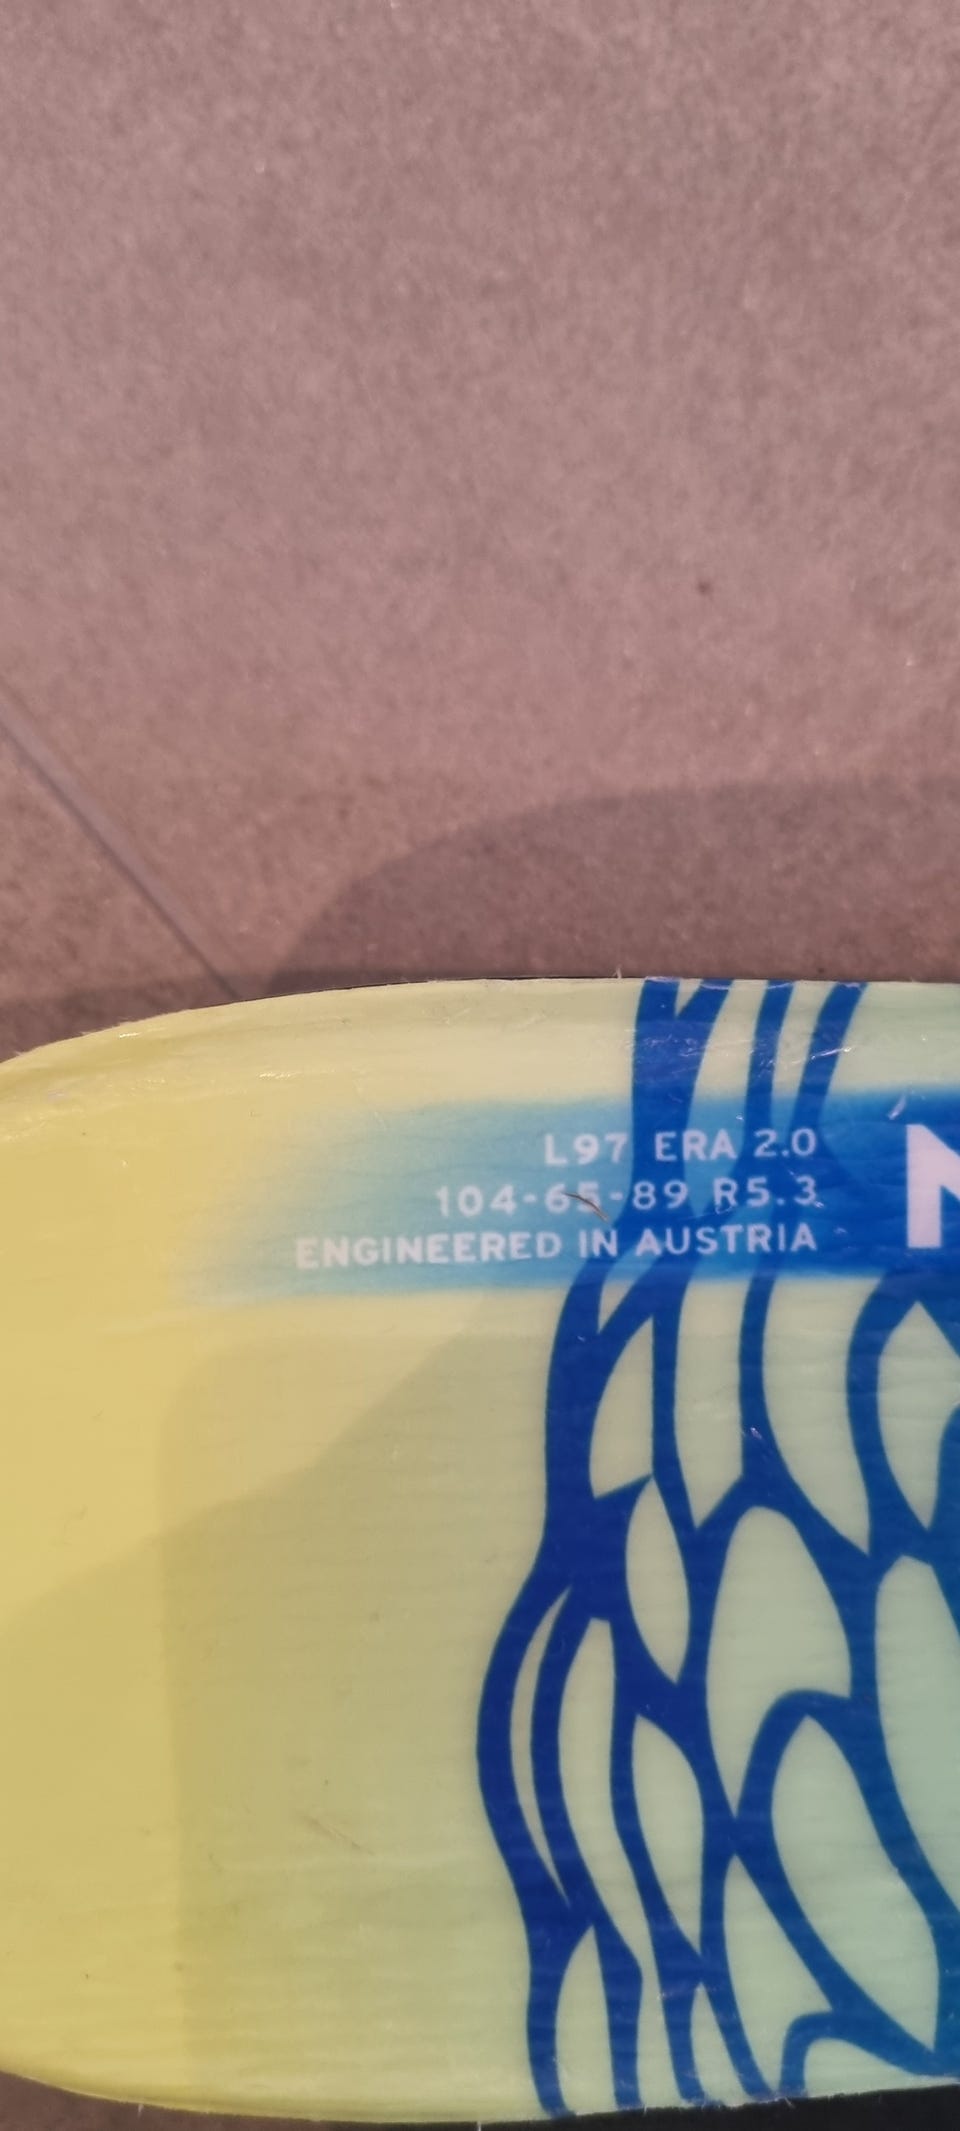 L97 ERA 2.0
104-65-89 R5.3
ENGINEERED IN AUSTRIA